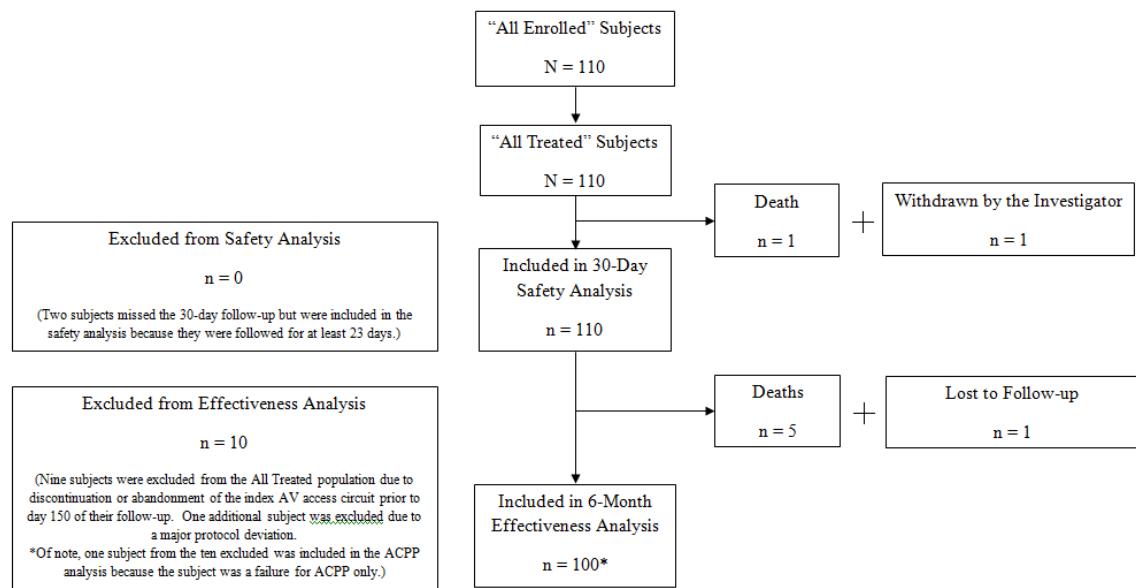 “All Enrolled” Subjects
N = 110
“All Treated” Subjects
N = 110
Death
n = 1
+
Withdrawn by the Investigator
n = 1
Excluded from Safety Analysis
n = 0
(Two subjects missed the 30-day follow-up but were included in the
safety analysis because they were followed for at least 23 days.)
Included in 30-Day
Safety Analysis
n = 110
Deaths
n = 5
+
Lost to Follow-up
n = 1
Excluded from Effectiveness Analysis
n = 10
(Nine subjects were excluded from the All Treated population due to
discontinuation or abandonment of the index AV access circuit prior to
day 150 of their follow-up. One additional subject was excluded due to
a major protocol deviation.
*Of note, one subject from the ten excluded was included in the ACPP
analysis because the subject was a failure for ACPP only.)
Included in 6-Month
Effectiveness Analysis
n = 100*